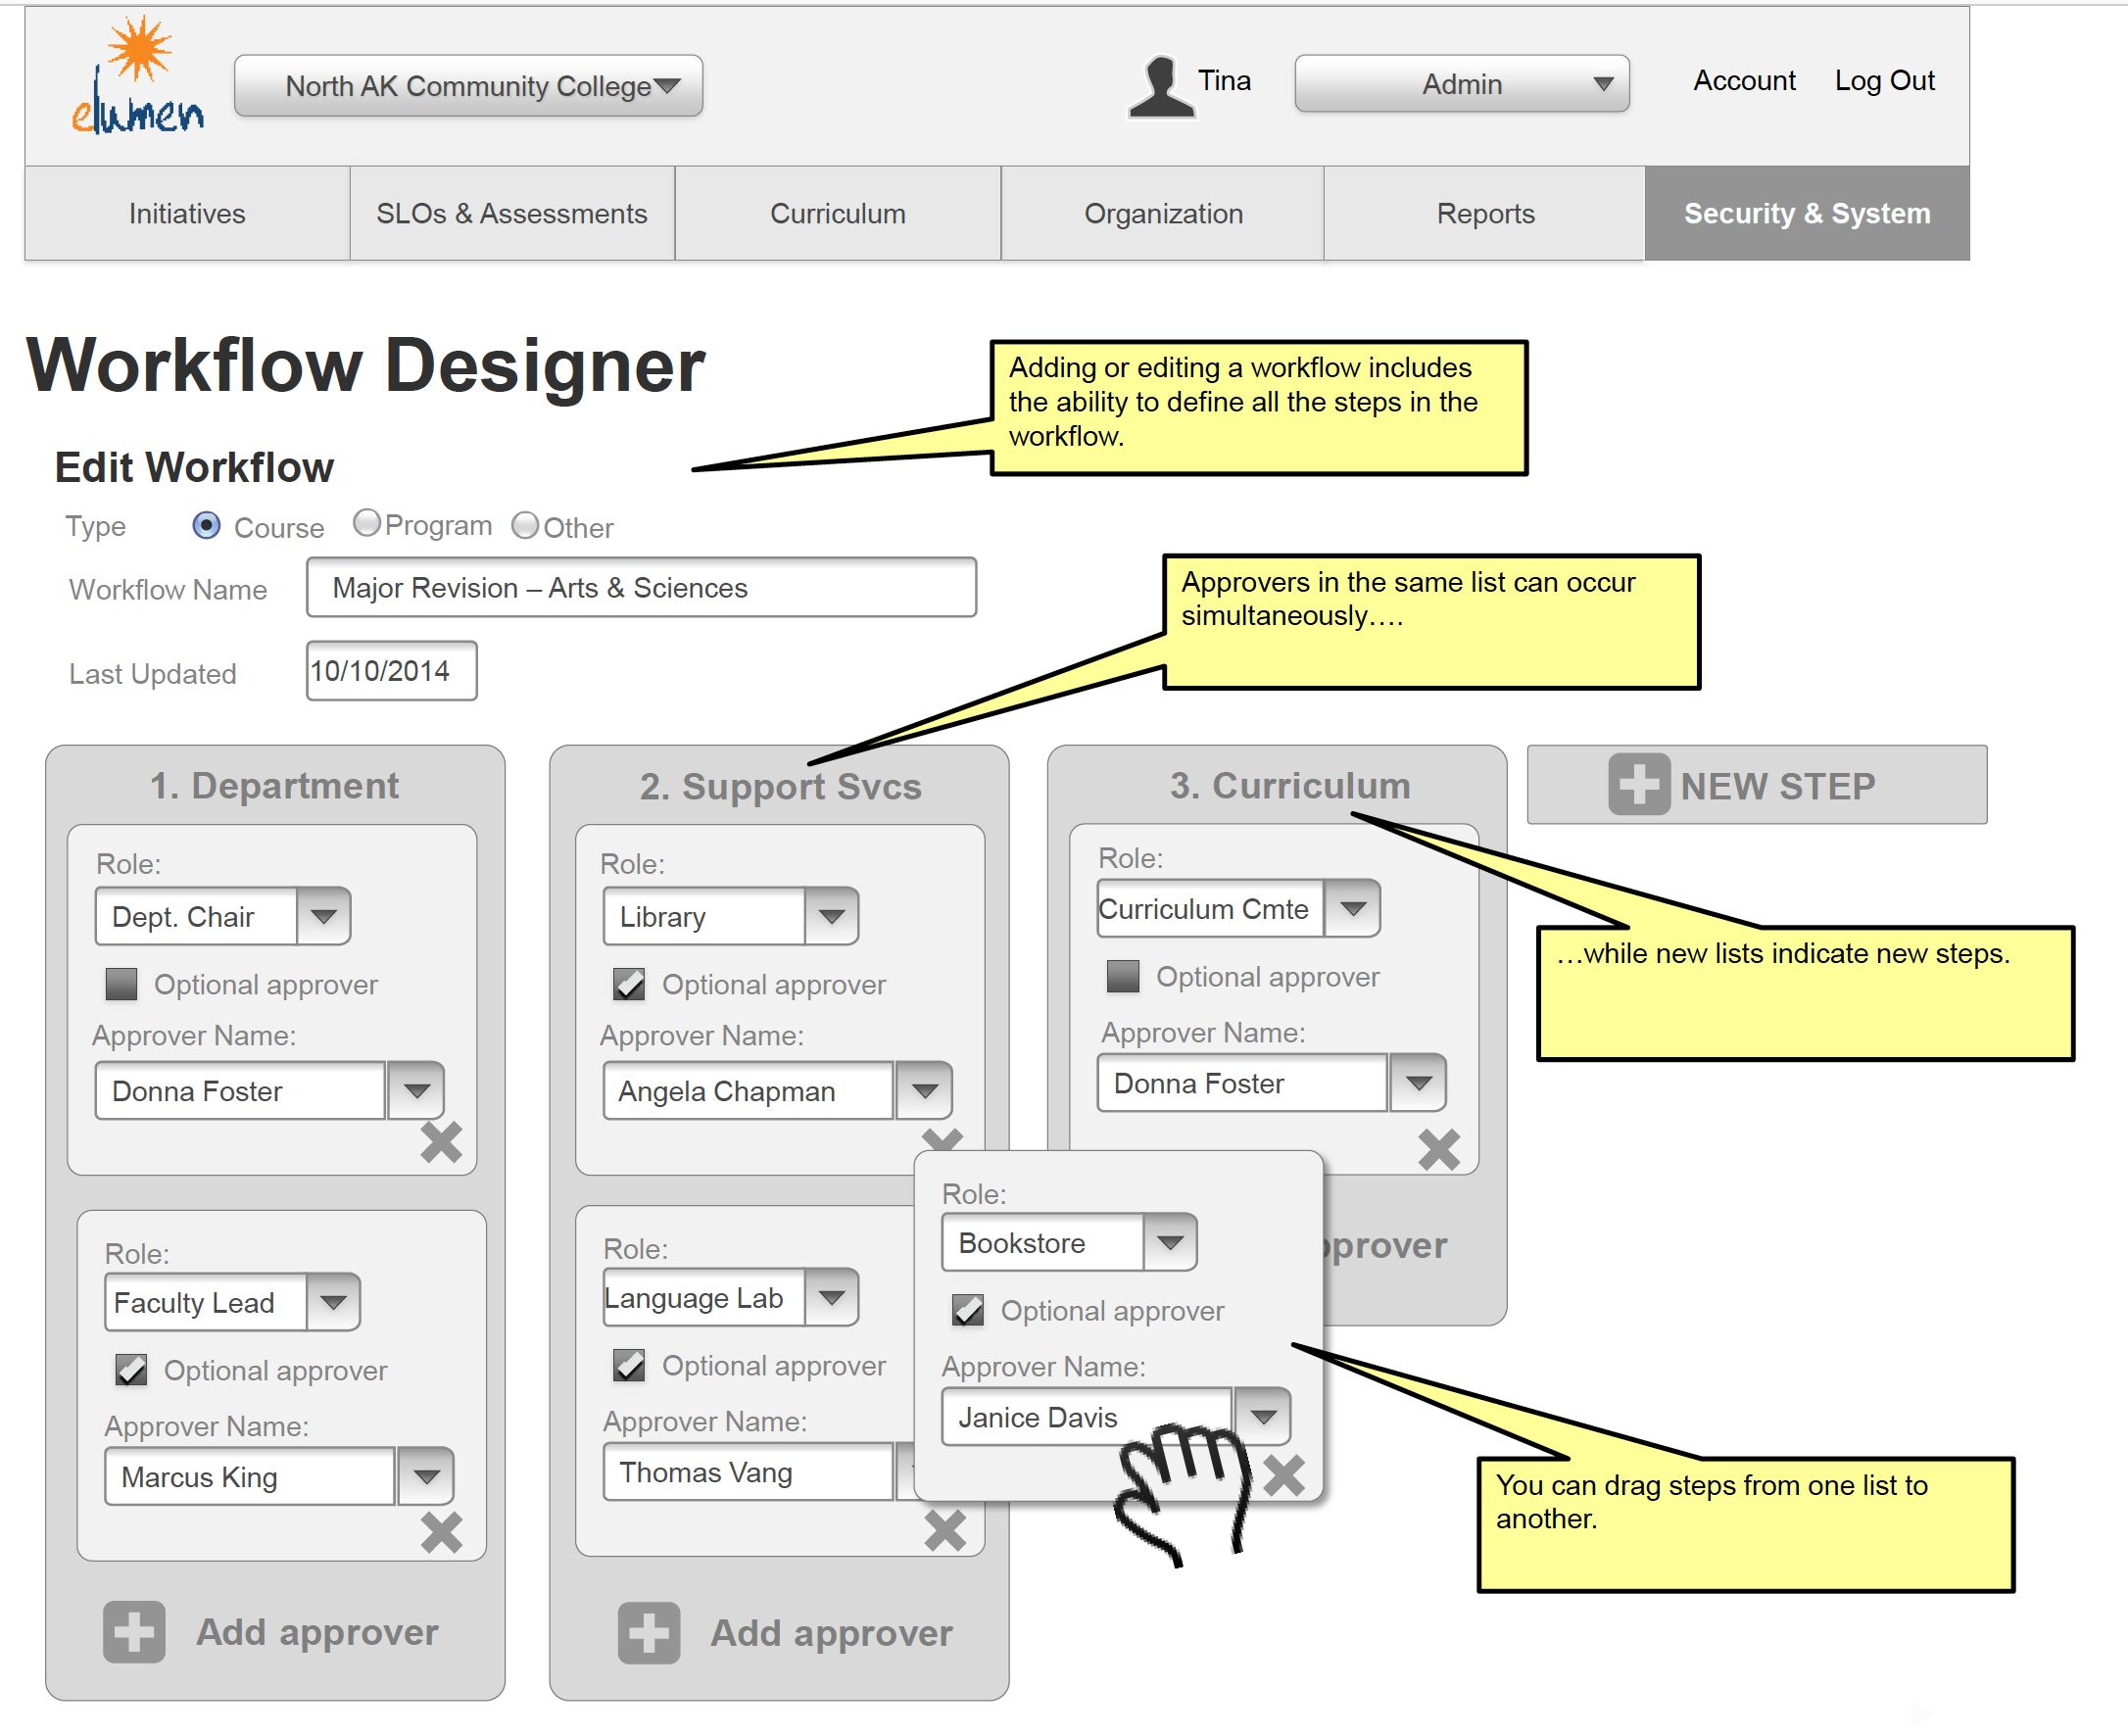 elumen
North AK Community College
Tina
Admin
Account
Log Out
Initiatives
SLOs & Assessments
Curriculum
Organization
Reports
Security & System
Workflow Designer
Adding or editing a workflow includes
the ability to define all the steps in the
workflow.
Edit Workflow
Type
Course
Program
Other
Workflow Name
Major Revision – Arts & Sciences
Last Updated
10/10/2014
Approvers in the same list can occur
simultaneously….
1. Department
Role:
Dept. Chair
Optional approver
Approver Name:
Donna Foster
Role:
Faculty Lead
Optional approver
Approver Name:
Marcus King
Add approver
2. Support Svcs
Role:
Library
Optional approver
Approver Name:
Angela Chapman
Role:
Language Lab
Optional approver
Approver Name:
Thomas Vang
Add approver
3. Curriculum
Role:
Curriculum Cmte
Optional approver
Approver Name:
Donna Foster
pprover
Role:
Bookstore
Optional approver
Approver Name:
Janice Davis
NEW STEP
…while new lists indicate new steps.
You can drag steps from one list to
another.